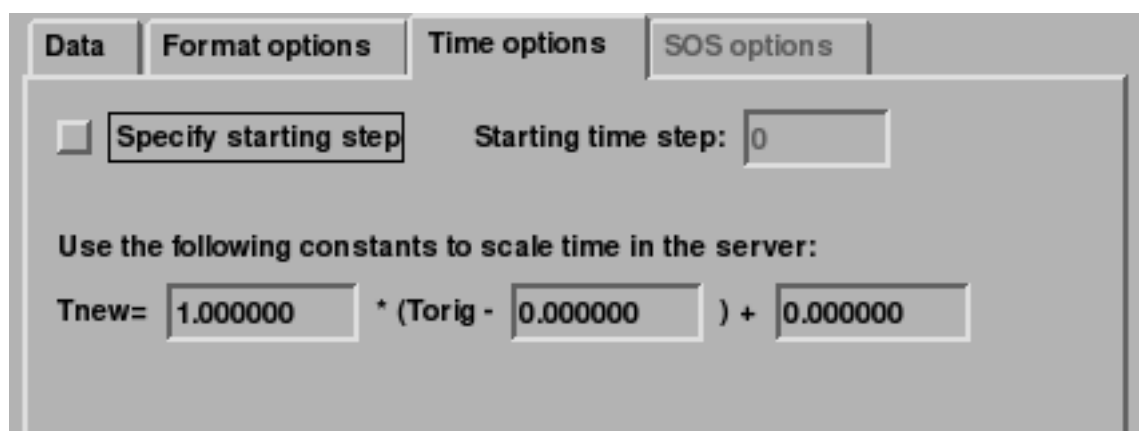 Data Format options Time options SOS options
Specify starting step Starting time step: 0
Use the following constants to scale time in the server:
Tnew= 1.000000 * (Torig - 0.000000 ) + 0.000000